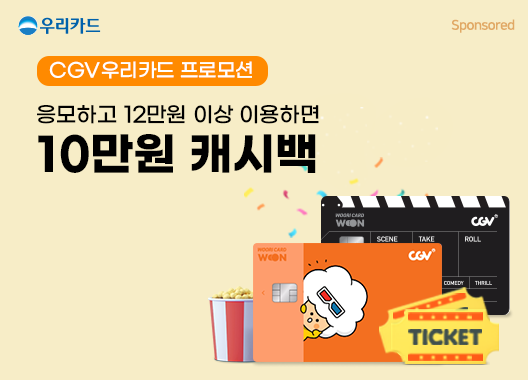 우리카드
Sponsored
CGV우리카드 프로모션
응모하고 12만원 이상 이용하면
10만원 캐시백
WOORI CARD
WON
CGV
SCENE TAKE ROLL
COMEDY THRILL
WOORI CARD
WON
CGV
TICKET